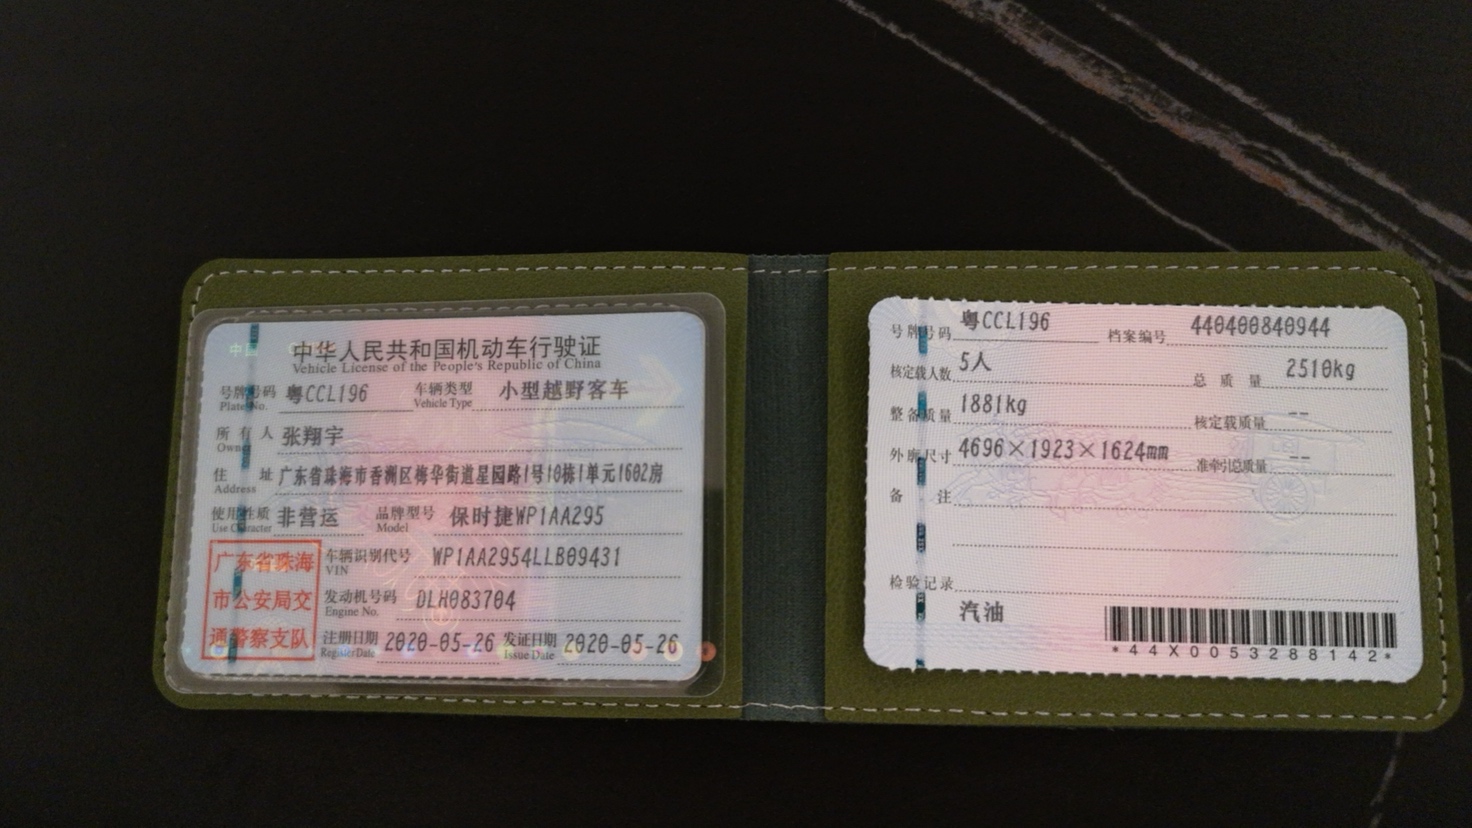 中华人民共和国机动车行驶证
Vehicle License of the People's Republic of China
号牌号码 粤CCL196 车辆类型 小型越野客车
Plate No. Vehicle Type
所有人 张翔宇
Owner
住址 广东省珠海市香洲区梅华街道星园路1号10栋1单元1602房
Address
使用性质 非营运 品牌型号 保时捷WP1AA295
Use Character Model
广东省珠海
市公安局交
通警察支队
车辆识别代号 WP1AA2954LLB09431
VIN
发动机号码 DLH083704
Engine No.
注册日期 2020-05-26 发证日期 2020-05-26
Register Date Issue Date
号牌号码 粤CCL196 档案编号 440400840944
核定载人数 5人 总质量 2510kg
整备质量 1881kg 核定载质量 --
外廓尺寸 4696×1923×1624mm 准牵引总质量 --
备注
检验记录
汽油
*44X0053288142*